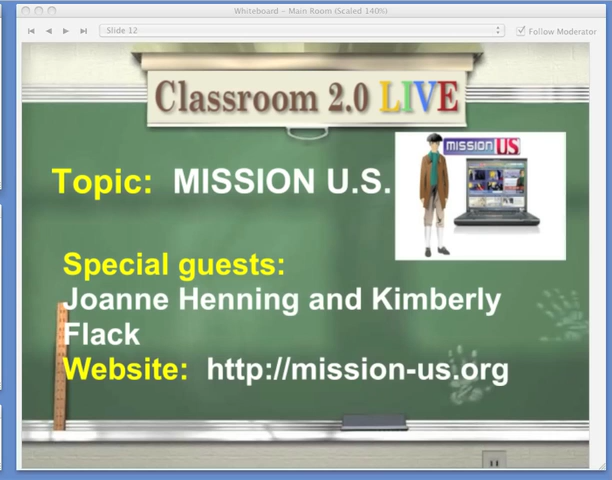 Whiteboard – Main Room (Scaled 140%)
Slide 12
Follow Moderator
Classroom 2.0 LIVE
mission US
Topic: MISSION U.S.
Special guests:
Joanne Henning and Kimberly
Flack
Website: http://mission-us.org